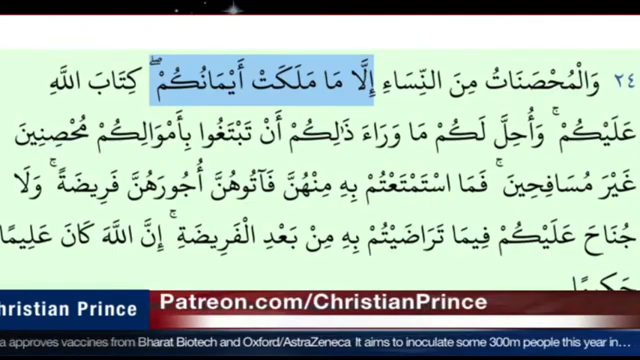 ٢٤ وَالْمُحْصَنَاتُ مِنَ النِّسَاءِ إِلَّا مَا مَلَكَتْ أَيْمَانُكُمْ ۖ كِتَابَ اللَّهِ
عَلَيْكُمْ ۚ وَأُحِلَّ لَكُمْ مَا وَرَاءَ ذَٰلِكُمْ أَنْ تَبْتَغُوا بِأَمْوَالِكُمْ مُحْصِنِينَ
غَيْرَ مُسَافِحِينَ ۚ فَمَا اسْتَمْتَعْتُمْ بِهِ مِنْهُنَّ فَآتُوهُنَّ أُجُورَهُنَّ فَرِيضَةً ۚ وَلَا
جُنَاحَ عَلَيْكُمْ فِيمَا تَرَاضَيْتُمْ بِهِ مِنْ بَعْدِ الْفَرِيضَةِ ۚ إِنَّ اللَّهَ كَانَ عَلِيمًا
Christian Prince
Patreon.com/ChristianPrince
a approves vaccines from Bharat Biotech and Oxford/AstraZeneca It aims to inoculate some 300m people this year in...